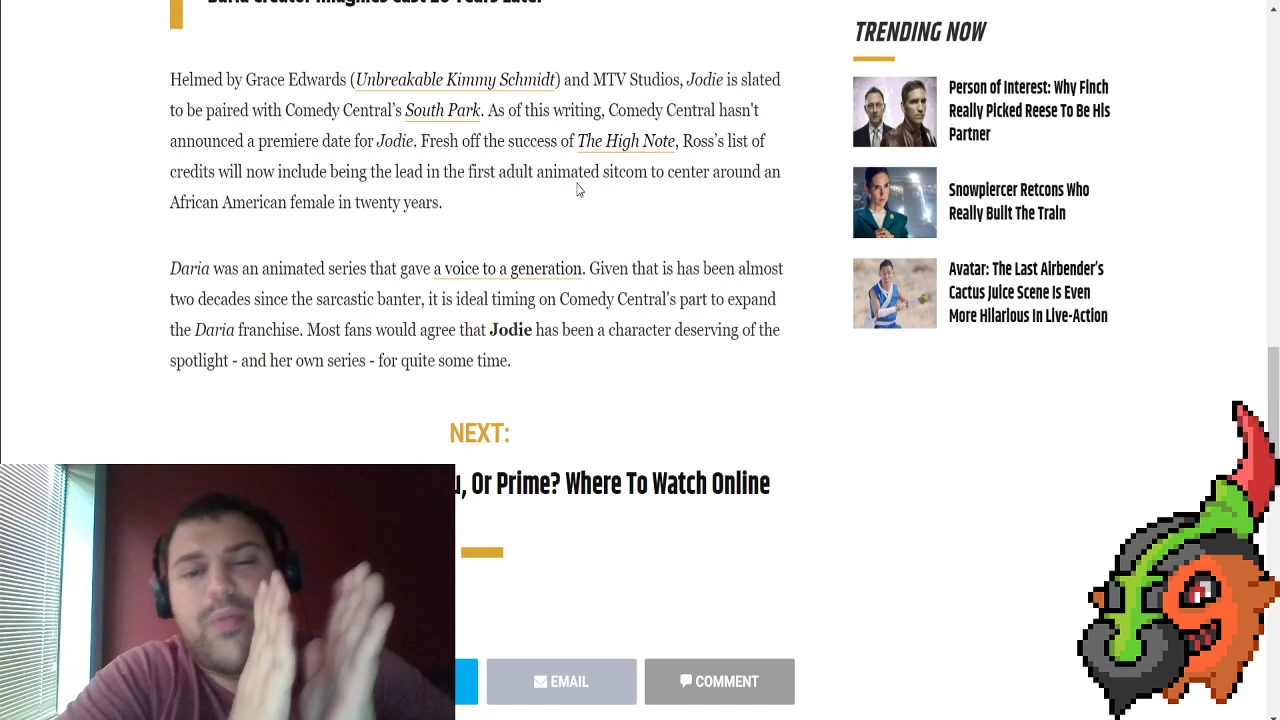 Daria Creator Imagines Cast 20 Years Later
Helmed by Grace Edwards (Unbreakable Kimmy Schmidt) and MTV Studios, Jodie is slated
to be paired with Comedy Central's South Park. As of this writing, Comedy Central hasn't
announced a premiere date for Jodie. Fresh off the success of The High Note, Ross's list of
credits will now include being the lead in the first adult animated sitcom to center around an
African American female in twenty years.
Daria was an animated series that gave a voice to a generation. Given that is has been almost
two decades since the sarcastic banter, it is ideal timing on Comedy Central's part to expand
the Daria franchise. Most fans would agree that Jodie has been a character deserving of the
spotlight - and her own series - for quite some time.
NEXT:
, Or Prime? Where To Watch Online
EMAIL
COMMENT
TRENDING NOW
Person of Interest: Why Finch
Really Picked Reese To Be His
Partner
Snowpiercer Retcons Who
Really Built The Train
Avatar: The Last Airbender's
Cactus Juice Scene Is Even
More Hilarious In Live-Action